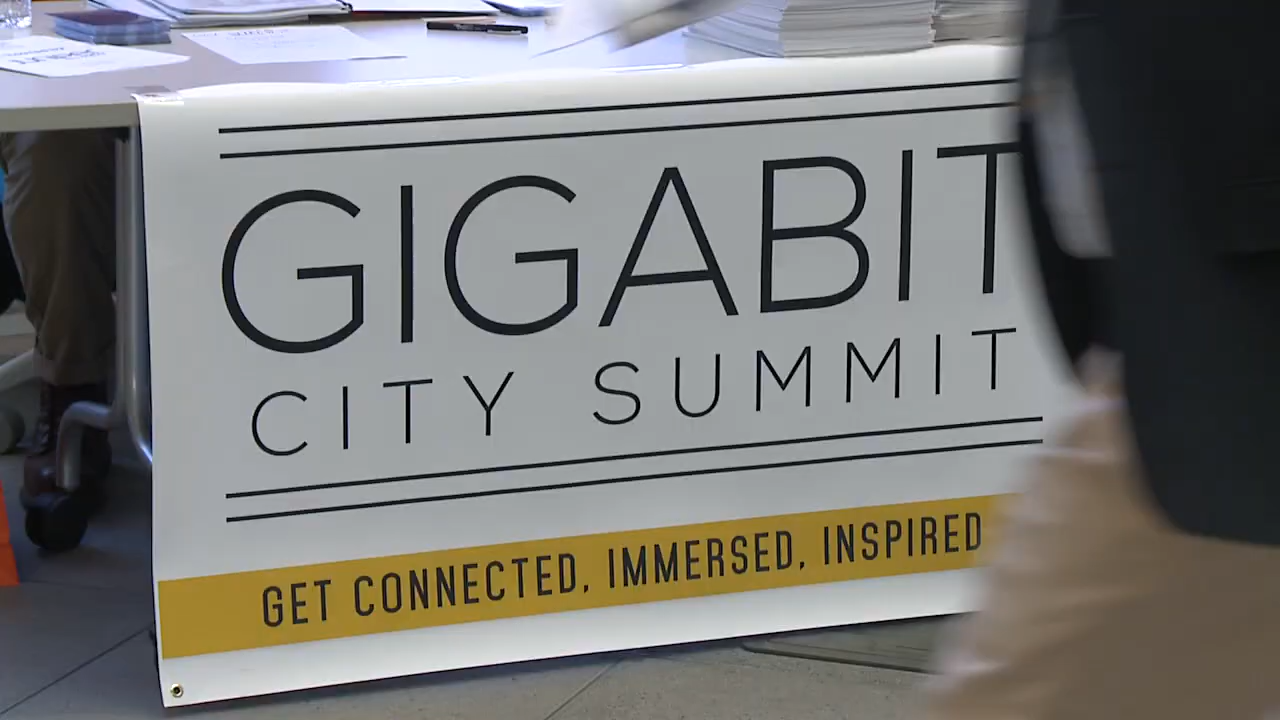 GIGABIT
CITY SUMMIT
GET CONNECTED, IMMERSED, INSPIRED